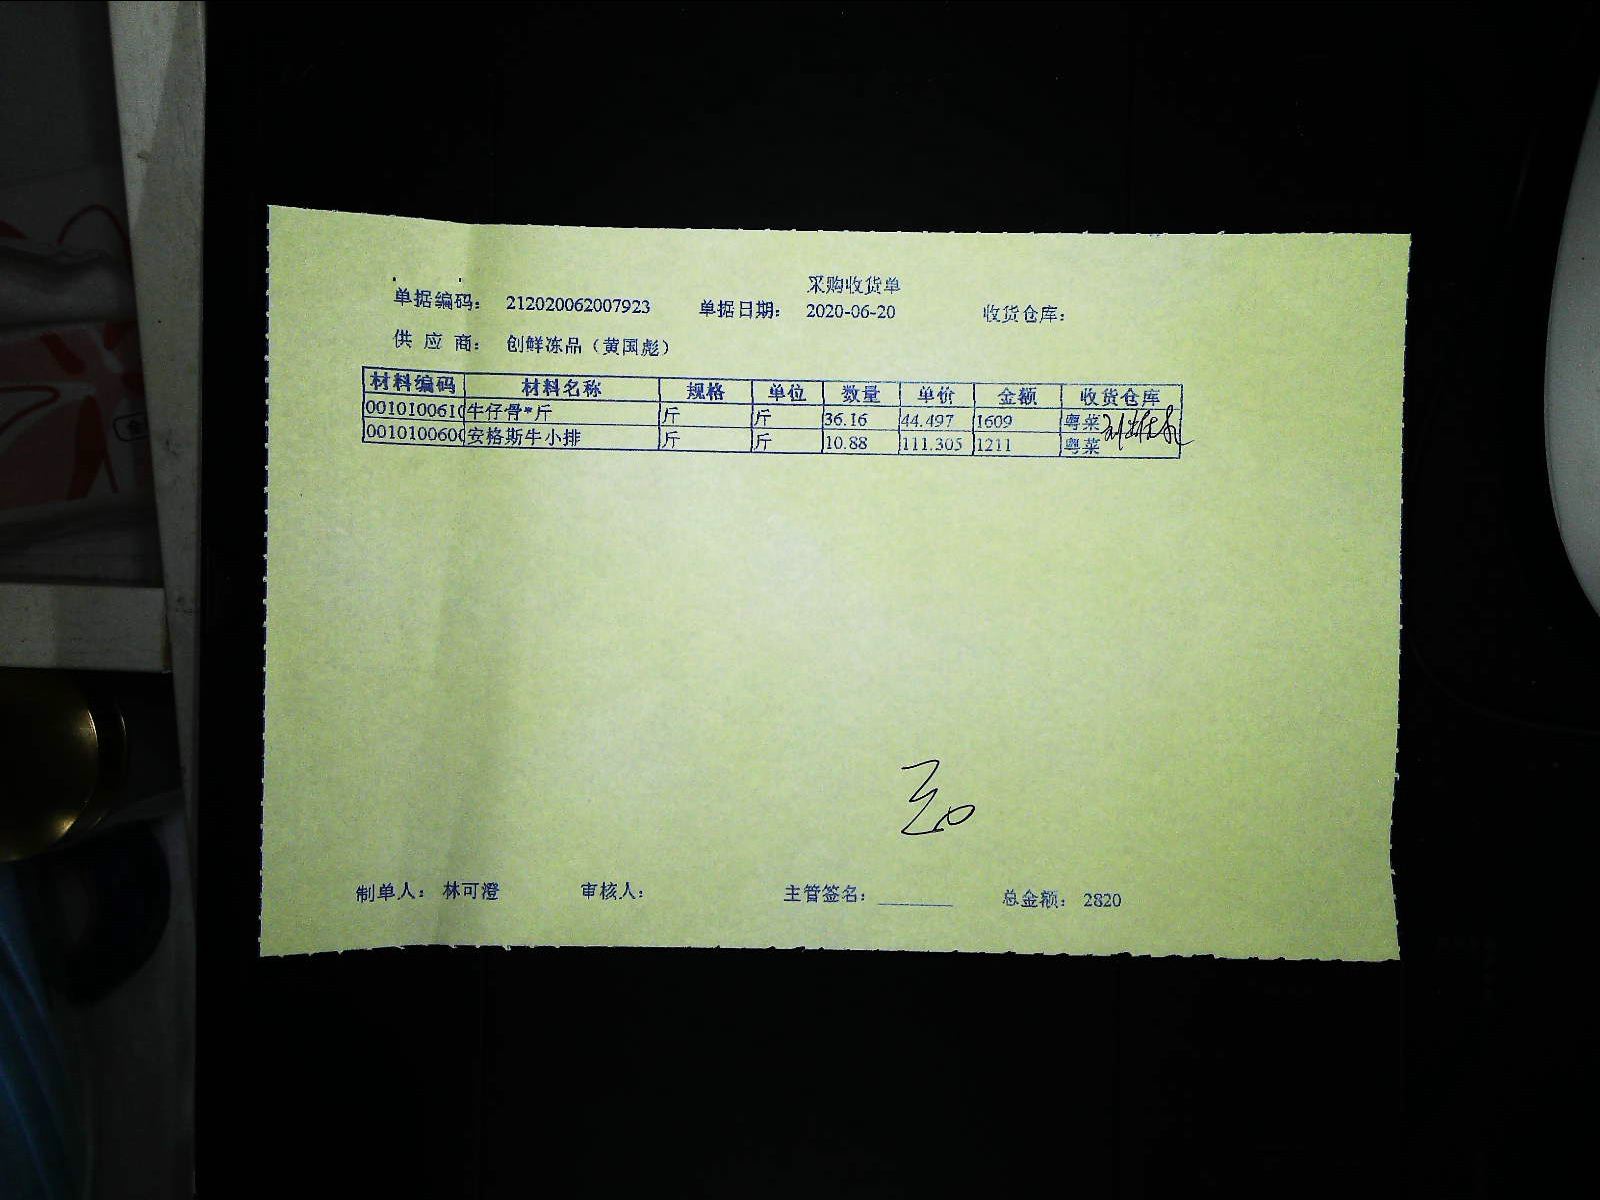 采购收货单
单据编码: 212020062007923 单据日期: 2020-06-20 收货仓库:
供应商: 创鲜冻品（黄国彪）
材料编码 材料名称 规格 单位 数量 单价 金额 收货仓库
0010100610 牛仔骨*斤 斤 斤 36.16 44.497 1609 粤菜
0010100600 安格斯牛小排 斤 斤 10.88 111.305 1211 粤菜
制单人: 林可澄 审核人: 主管签名: ________ 总金额: 2820